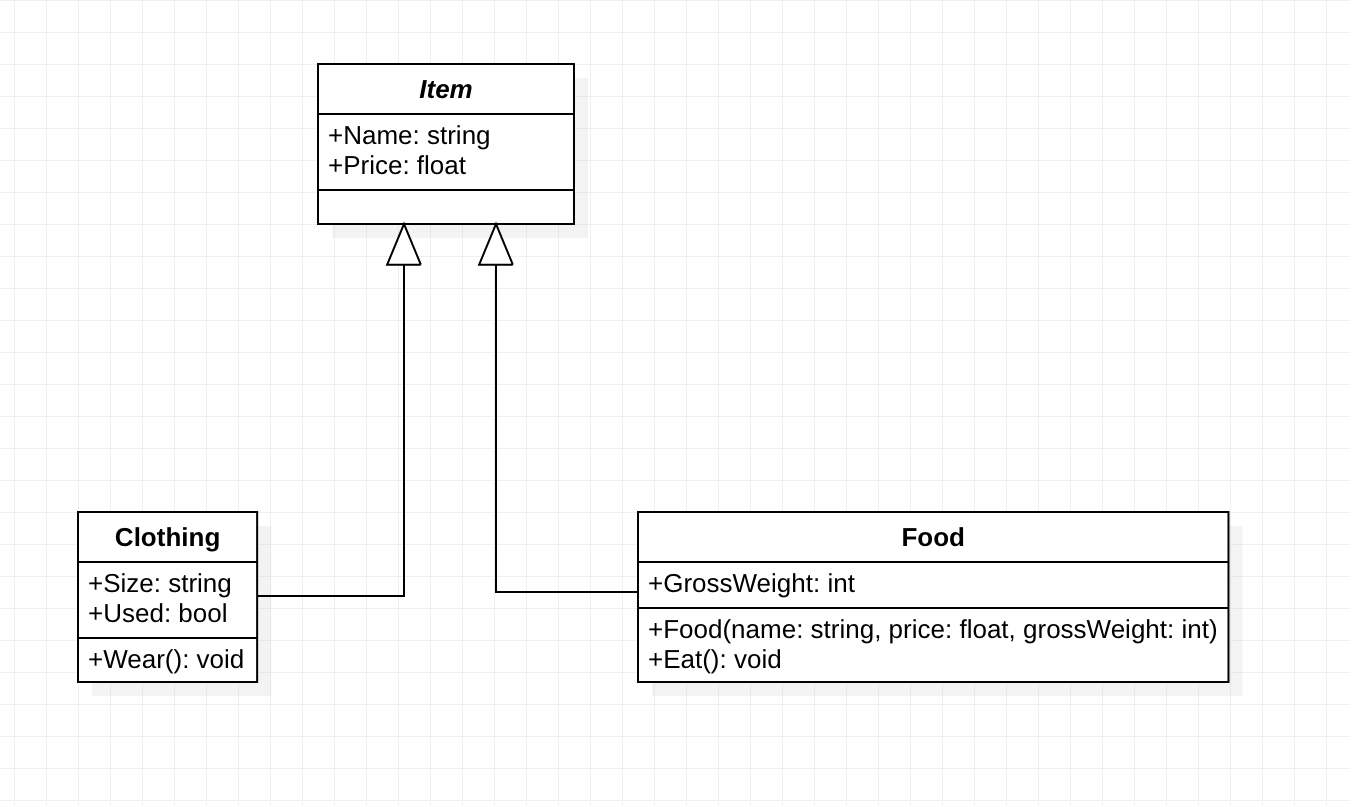 Item
+Name: string
+Price: float
Clothing
+Size: string
+Used: bool
+Wear(): void
Food
+GrossWeight: int
+Food(name: string, price: float, grossWeight: int)
+Eat(): void